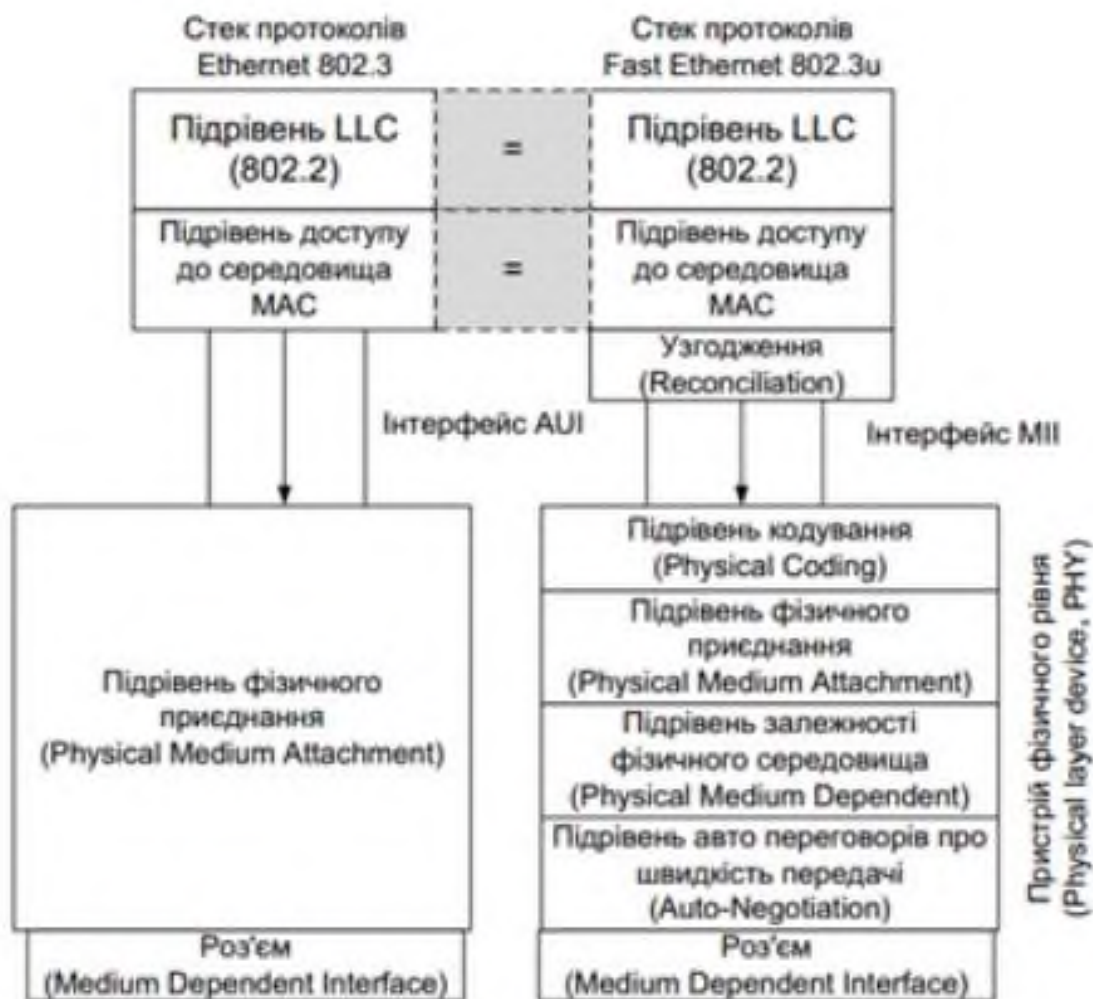 Стек протоколів
Ethernet 802.3
Стек протоколів
Fast Ethernet 802.3u
Підрівень LLC
(802.2)
=
Підрівень LLC
(802.2)
Підрівень доступу
до середовища
MAC
=
Підрівень доступу
до середовища
MAC
Узгодження
(Reconciliation)
Інтерфейс AUI
Інтерфейс MII
Підрівень фізичного
приєднання
(Physical Medium Attachment)
Роз'єм
(Medium Dependent Interface)
Підрівень кодування
(Physical Coding)
Підрівень фізичного
приєднання
(Physical Medium Attachment)
Підрівень залежності
фізичного середовища
(Physical Medium Dependent)
Підрівень авто переговорів про
швидкість передачі
(Auto-Negotiation)
Роз'єм
(Medium Dependent Interface)
Пристрій фізичного рівня
(Physical layer device, PHY)